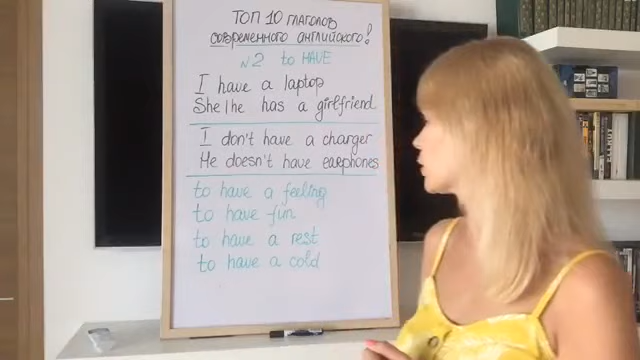 ТОП 10 глаголов
современного английского!
№2 to HAVE
I have a laptop
She|he has a girlfriend
I don't have a charger
He doesn't have earphones
to have a feeling
to have fun
to have a rest
to have a cold